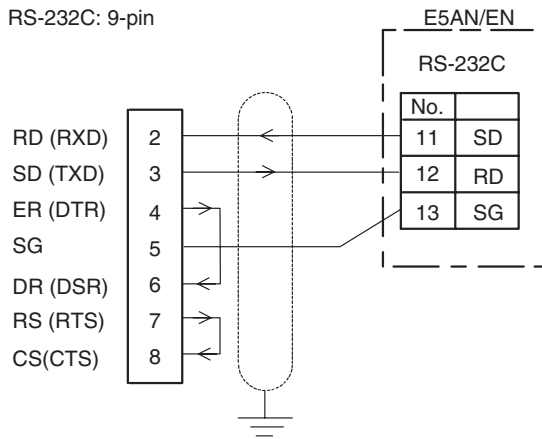 RS-232C: 9-pin
E5AN/EN
RS-232C
No.
RD (RXD) 2 11 SD
SD (TXD) 3 12 RD
ER (DTR) 4 13 SG
SG 5
DR (DSR) 6
RS (RTS) 7
CS(CTS) 8